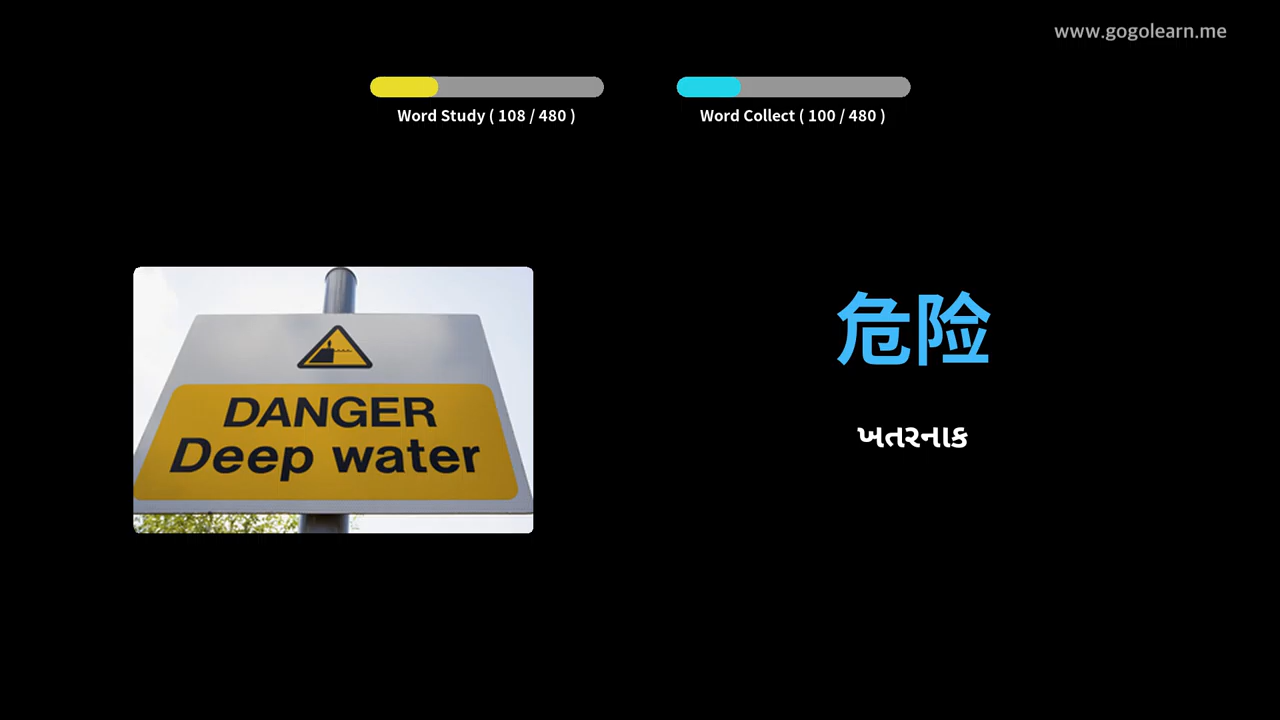 www.gogolearn.me
Word Study ( 108 / 480 )
Word Collect ( 100 / 480 )
DANGER
Deep water
危险
ખતરનાક